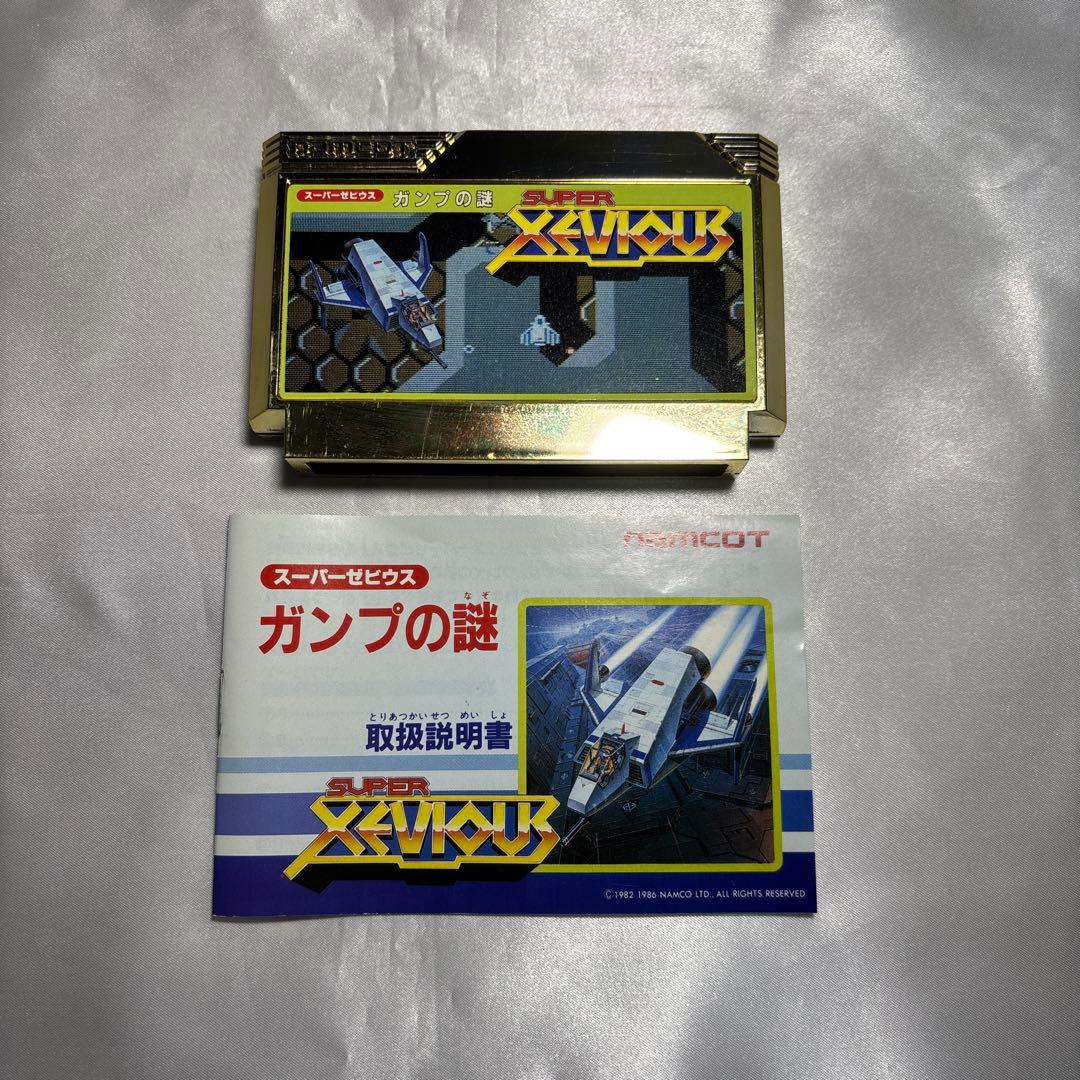 namcot
スーパーゼビウス
ガンプの謎
SUPER
XEVIOUS
namcot
スーパーゼビウス
なぞ
ガンプの謎
とりあつかいせつ めい しょ
取扱説明書
SUPER
XEVIOUS
©1982 1986 NAMCO LTD., ALL RIGHTS RESERVED